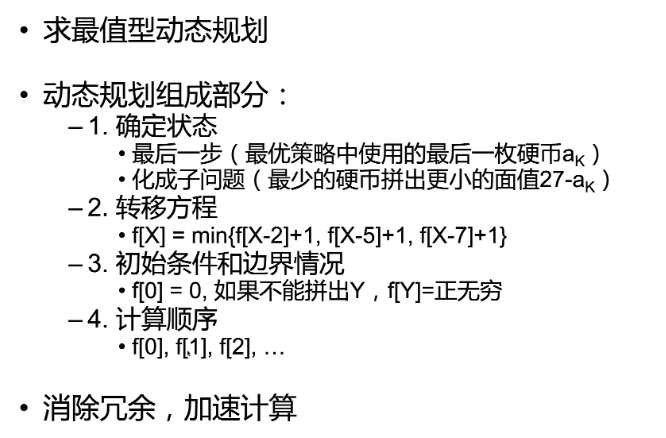 • 求最值型动态规划
• 动态规划组成部分：
– 1. 确定状态
• 最后一步（最优策略中使用的最后一枚硬币aK）
• 化成子问题（最少的硬币拼出更小的面值27-aK）
– 2. 转移方程
• f[X] = min{f[X-2]+1, f[X-5]+1, f[X-7]+1}
– 3. 初始条件和边界情况
• f[0] = 0, 如果不能拼出Y，f[Y]=正无穷
– 4. 计算顺序
• f[0], f[1], f[2], …
• 消除冗余，加速计算